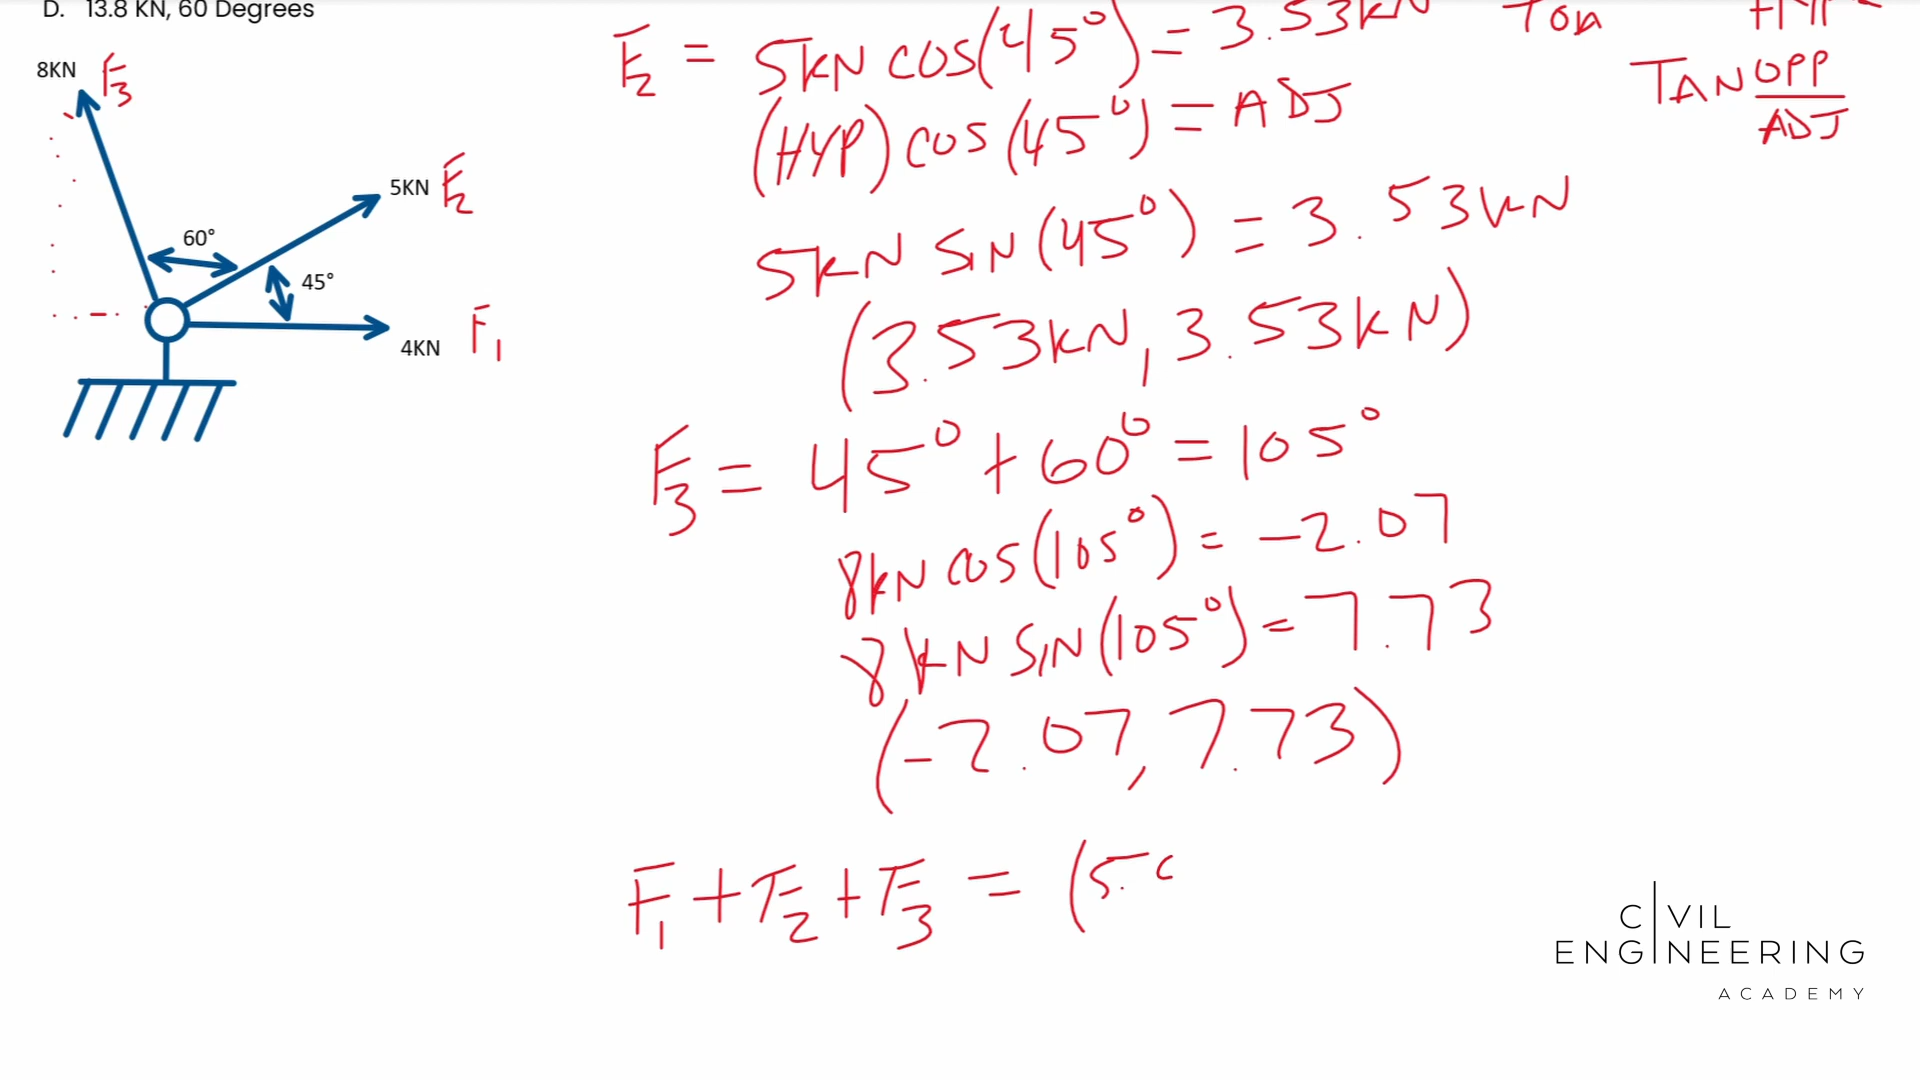 D. 13.8 KN, 60 Degrees
8KN F3
5KN F2
60°
45°
4KN F1
F2 = 5KN COS(45°) = 3.53KN
(HYP) COS(45°) = ADJ
5KN SIN(45°) = 3.53KN
(3.53KN, 3.53KN)
F3 = 45° + 60° = 105°
8KN COS(105°) = -2.07
8KN SIN(105°) = 7.73
(-2.07, 7.73)
F1 + F2 + F3 = (5.
TOA
TAN OPP
ADJ
CIVIL
ENGINEERING
ACADEMY